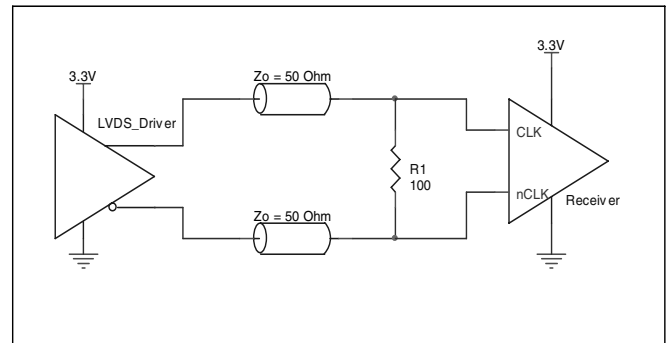 3.3V
Zo = 50 Ohm
3.3V
LVDS_Driver
CLK
R1
100
nCLK
Receiver
Zo = 50 Ohm